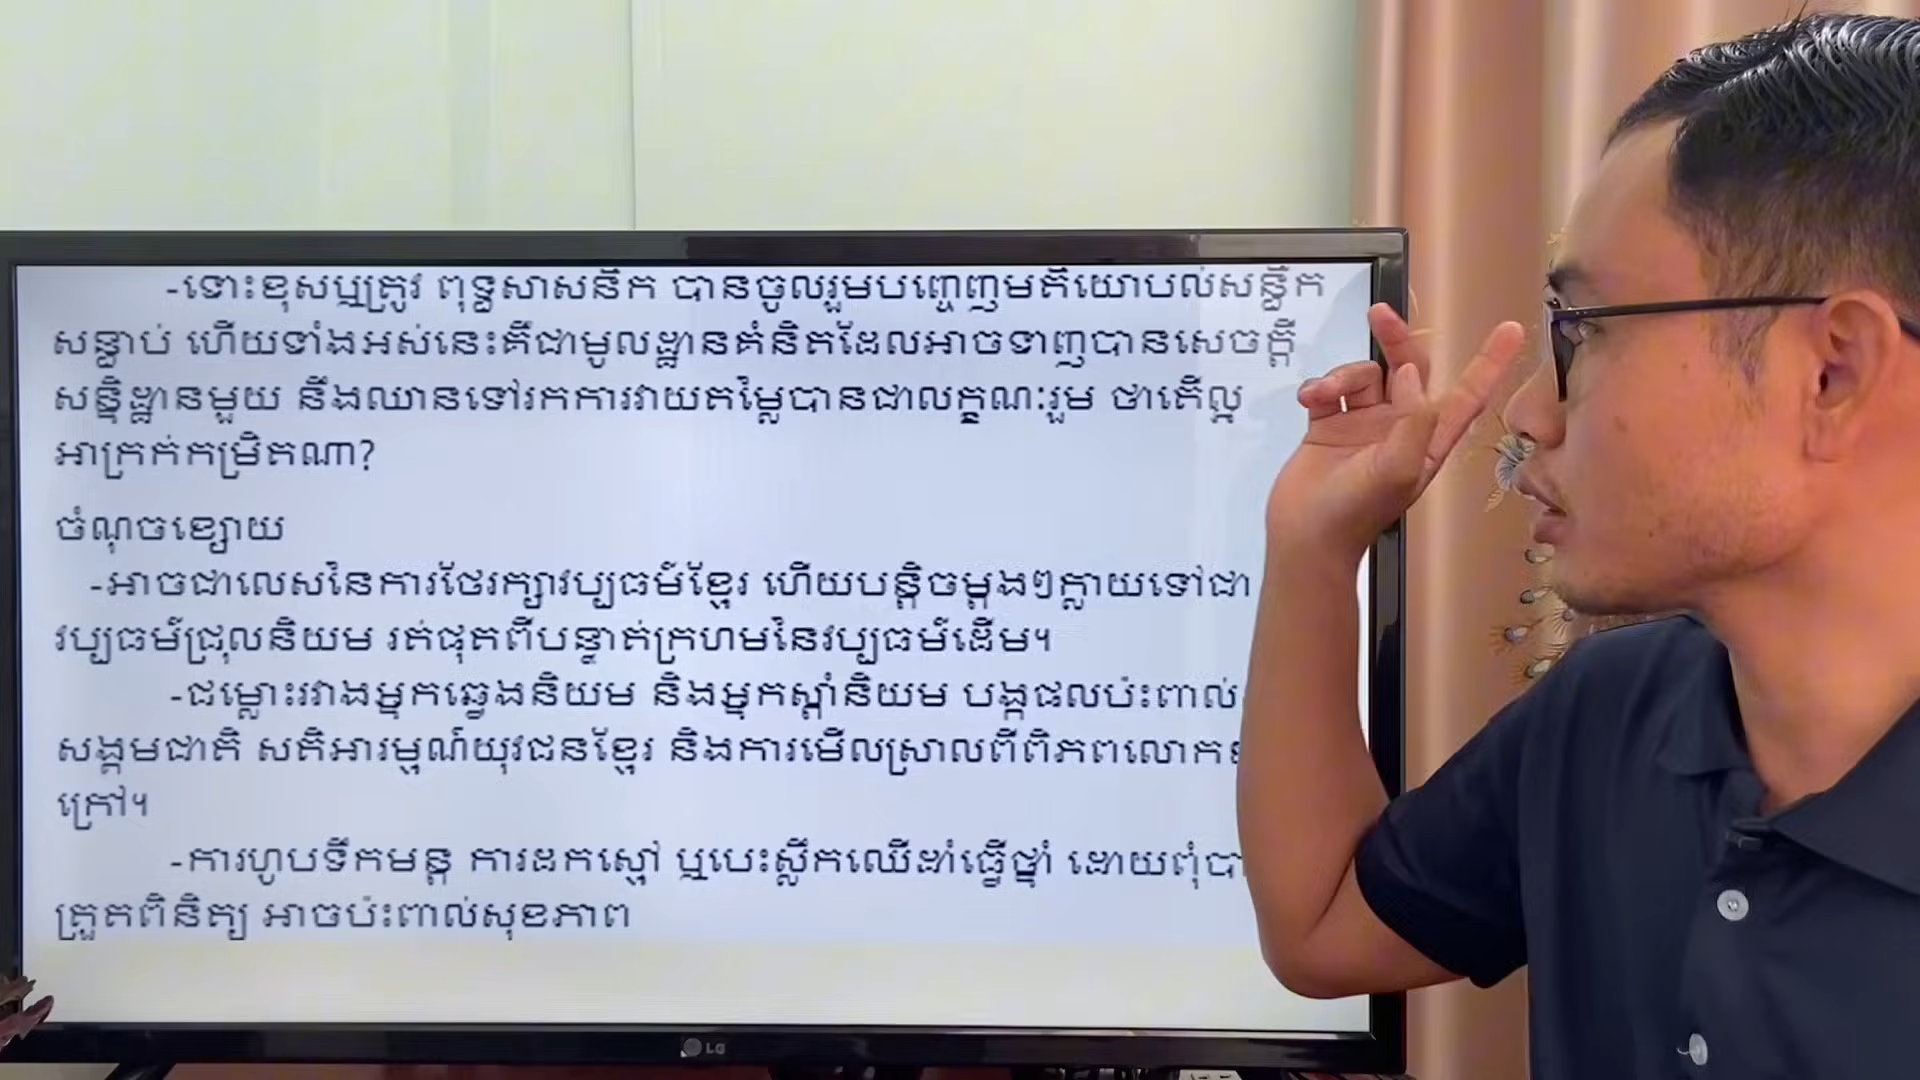 -ទោះខុសឬត្រូវ ពុទ្ធសាសនិក បានចូលរួមបញ្ចេញមតិយោបល់សន្ធឹក
សន្ធាប់ ហើយទាំងអស់នេះគឺជាមូលដ្ឋានគំនិតដែលអាចទាញបានសេចក្តី
សន្និដ្ឋានមួយ នឹងឈានទៅរកការវាយតម្លៃបានជាលក្ខណៈរួម ថាតើល្អ
អាក្រក់កម្រិតណា?
ចំណុចខ្សោយ
-អាចជាលេសនៃការថែរក្សាវប្បធម៌ខ្មែរ ហើយបន្តិចម្តងៗក្លាយទៅជា
វប្បធម៌ជ្រុលនិយម រត់ផុតពីបន្ទាត់ក្រហមនៃវប្បធម៌ដើម។
-ជម្លោះរវាងអ្នកឆ្វេងនិយម និងអ្នកស្តាំនិយម បង្កផលប៉ះពាល់
សង្គមជាតិ សតិអារម្មណ៍យុវជនខ្មែរ និងការមើលស្រាលពីពិភពលោក
ក្រៅ។
-ការហូបទឹកមន្ត ការដកស្មៅ ឬបេះស្លឹកឈើដាំធ្វើថ្នាំ ដោយពុំ
ត្រួតពិនិត្យ អាចប៉ះពាល់សុខភាព
LG